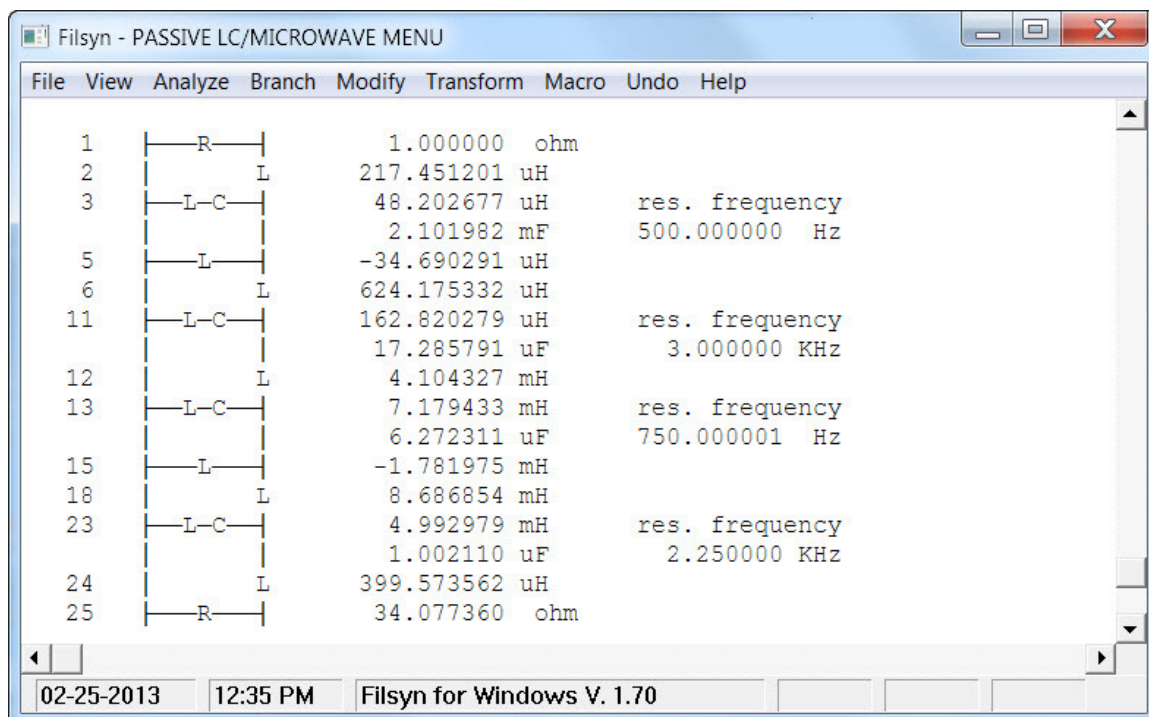 Filsyn - PASSIVE LC/MICROWAVE MENU
File View Analyze Branch Modify Transform Macro Undo Help
1 R 1.000000 ohm
2 L 217.451201 uH
3 L-C 48.202677 uH res. frequency
2.101982 mF 500.000000 Hz
5 L -34.690291 uH
6 L 624.175332 uH
11 L-C 162.820279 uH res. frequency
17.285791 uF 3.000000 KHz
12 L 4.104327 mH
13 L-C 7.179433 mH res. frequency
6.272311 uF 750.000001 Hz
15 L -1.781975 mH
18 L 8.686854 mH
23 L-C 4.992979 mH res. frequency
1.002110 uF 2.250000 KHz
24 L 399.573562 uH
25 R 34.077360 ohm
02-25-2013 12:35 PM Filsyn for Windows V. 1.70